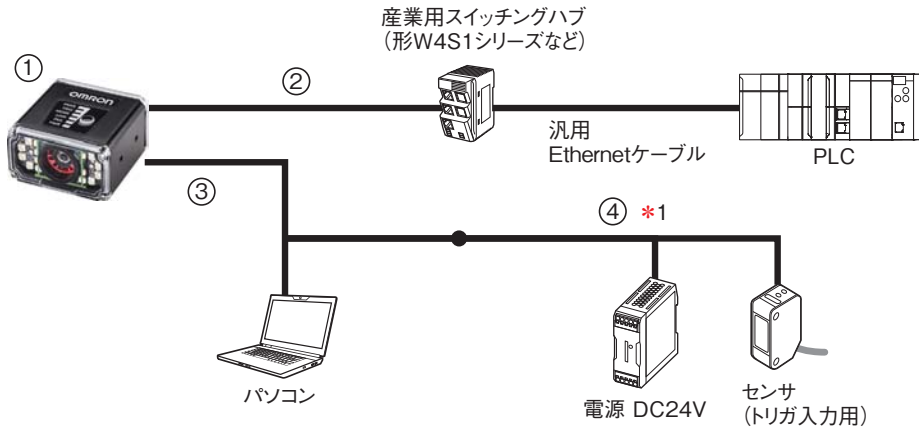 産業用スイッチングハブ
（形W4S1シリーズなど）
①
OMRON
②
汎用
Ethernetケーブル
PLC
③
④ *1
パソコン
電源 DC24V
センサ
（トリガ入力用）